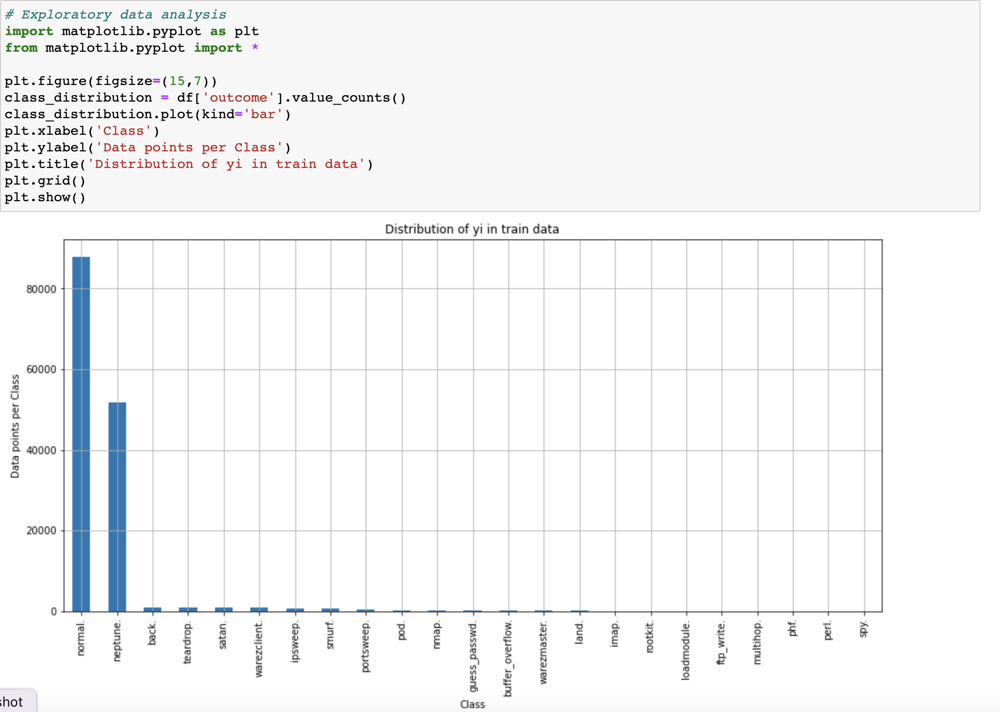 # Exploratory data analysis
import matplotlib.pyplot as plt
from matplotlib.pyplot import *
plt.figure(figsize=(15,7))
class_distribution = df['outcome'].value_counts()
class_distribution.plot(kind='bar')
plt.xlabel('Class')
plt.ylabel('Data points per Class')
plt.title('Distribution of yi in train data')
plt.grid()
plt.show()
Distribution of yi in train data
Data points per Class
80000
60000
40000
20000
0
normal.
neptune.
back.
teardrop.
satan.
warezclient.
ipsweep.
smurf.
portsweep.
pod.
nmap.
guess_passwd.
buffer_overflow.
warezmaster.
land.
imap.
rootkit.
loadmodule.
ftp_write.
multihop.
phf.
perl.
spy.
Class
shot